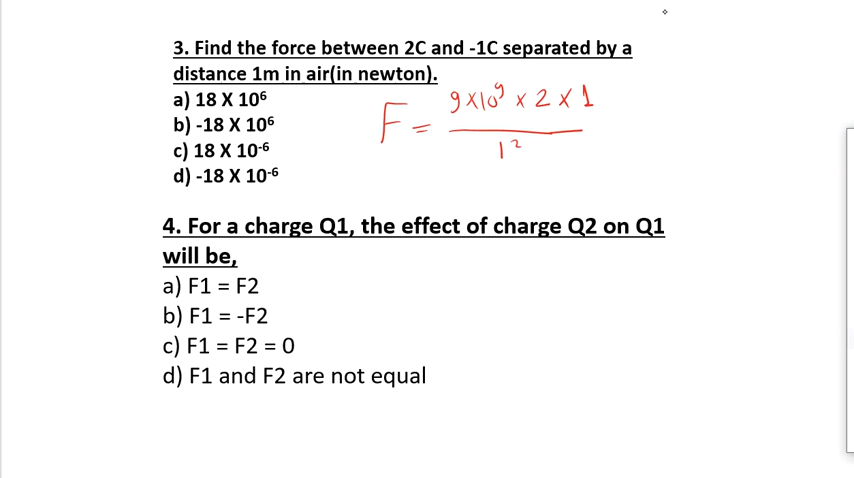 3. Find the force between 2C and -1C separated by a
distance 1m in air(in newton).
a) 18 X 10⁶
b) -18 X 10⁶
c) 18 X 10⁻⁶
d) -18 X 10⁻⁶
F = 9×10⁹ × 2 × 1
1²
4. For a charge Q1, the effect of charge Q2 on Q1
will be,
a) F1 = F2
b) F1 = -F2
c) F1 = F2 = 0
d) F1 and F2 are not equal